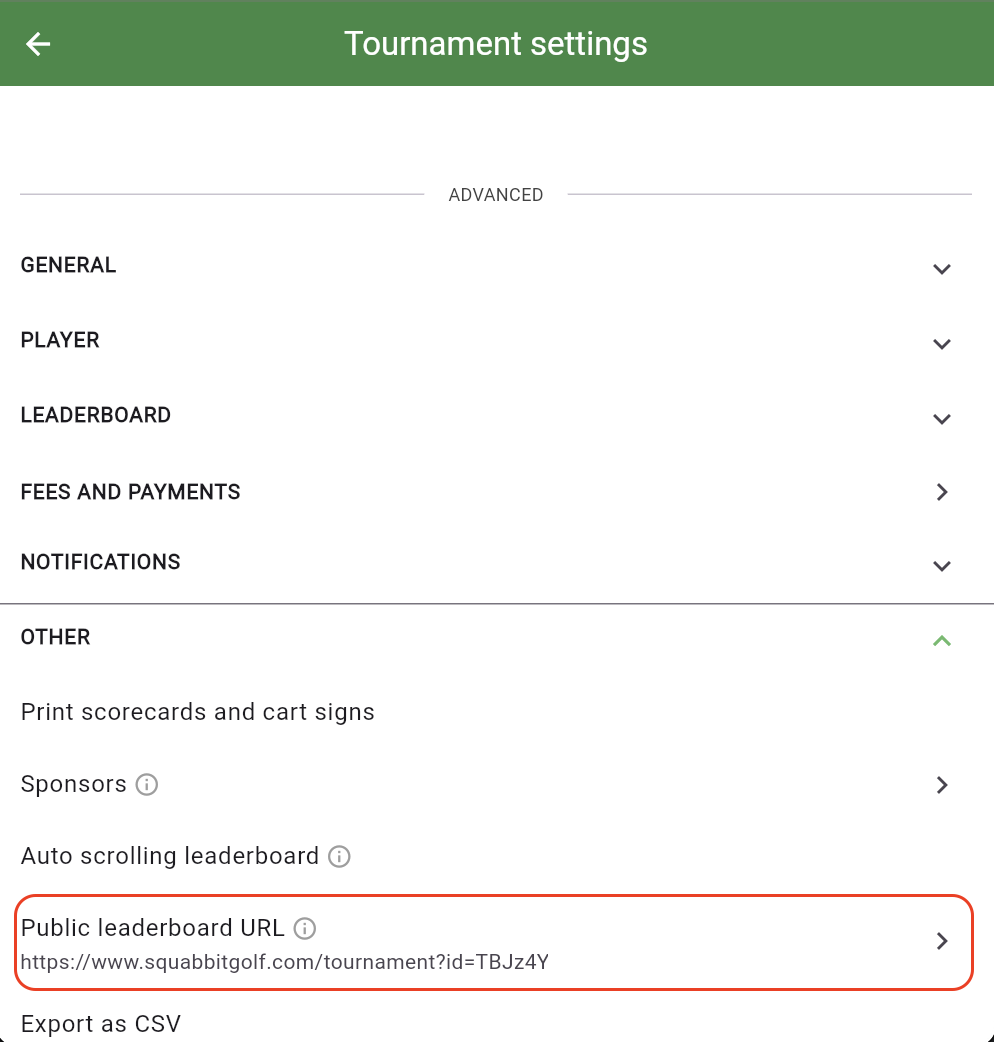 Tournament settings
ADVANCED
GENERAL
PLAYER
LEADERBOARD
FEES AND PAYMENTS
NOTIFICATIONS
OTHER
Print scorecards and cart signs
Sponsors
Auto scrolling leaderboard
Public leaderboard URL
https://www.squabbitgolf.com/tournament?id=TBJz4Y
Export as CSV